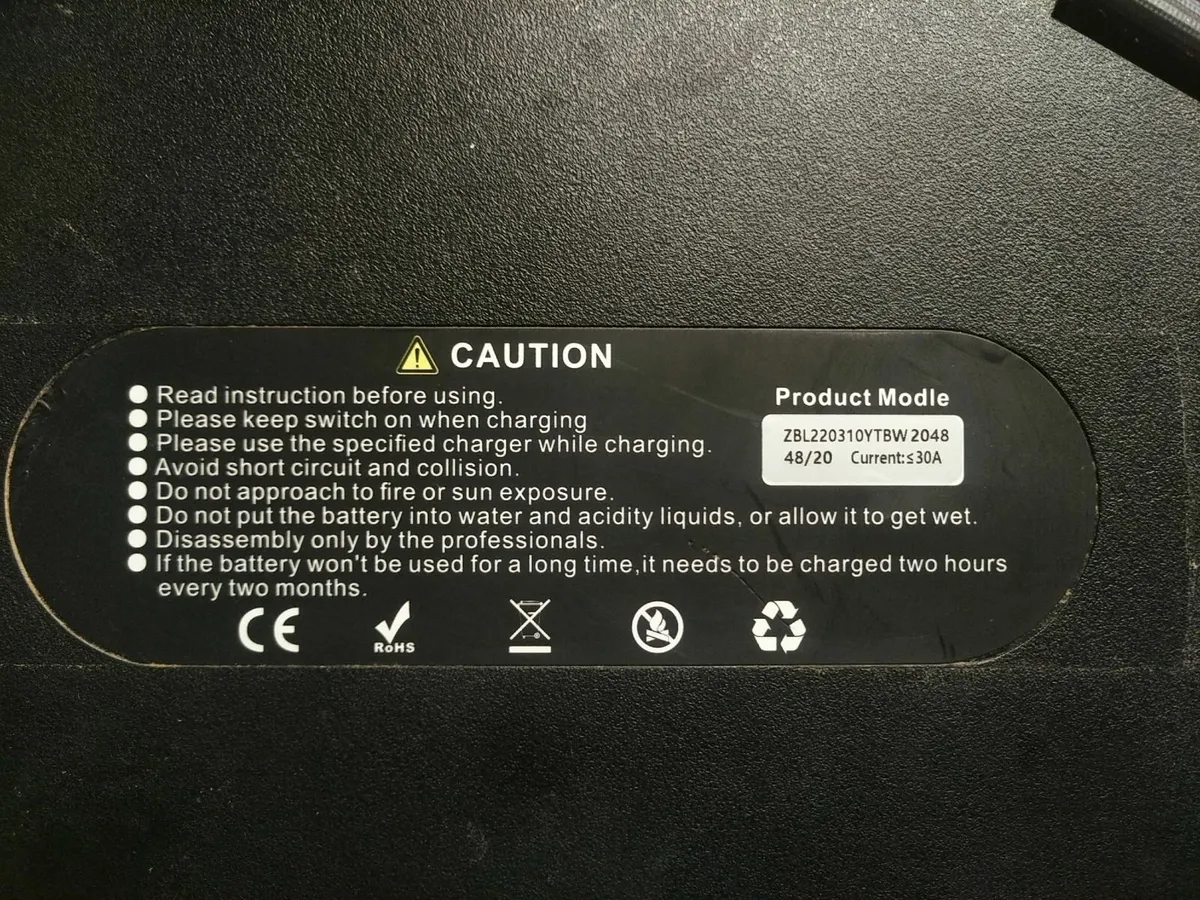 CAUTION
● Read instruction before using.
● Please keep switch on when charging
● Please use the specified charger while charging.
● Avoid short circuit and collision.
● Do not approach to fire or sun exposure.
● Do not put the battery into water and acidity liquids, or allow it to get wet.
● Disassembly only by the professionals.
● If the battery won't be used for a long time,it needs to be charged two hours
every two months.
Product Modle
ZBL220310YTBW2048
48/20 Current:≤30A
CE
RoHS